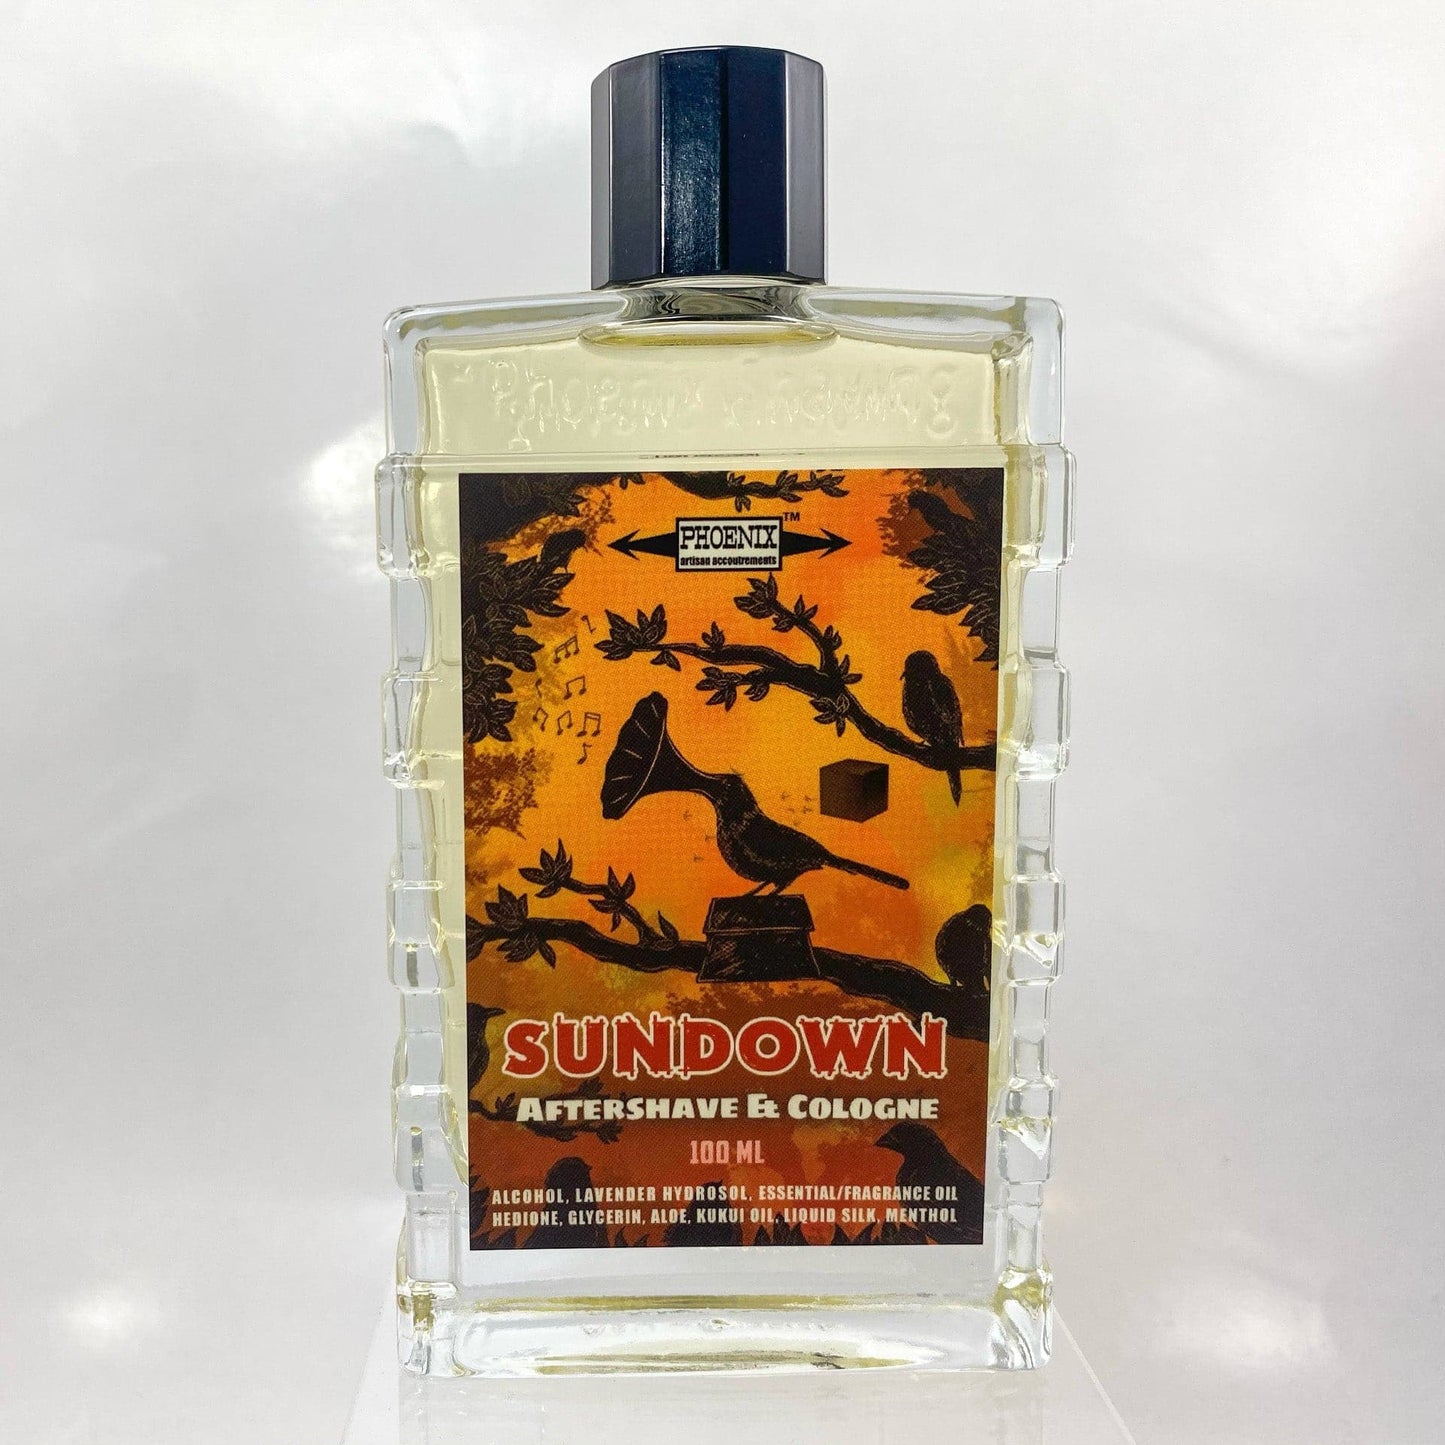 PHOENIX™
artisan accoutrements
SUNDOWN
AFTERSHAVE & COLOGNE
100 ML
ALCOHOL, LAVENDER HYDROSOL, ESSENTIAL/FRAGRANCE OIL
HEDIONE, GLYCERIN, ALOE, KUKUI OIL, LIQUID SILK, MENTHOL